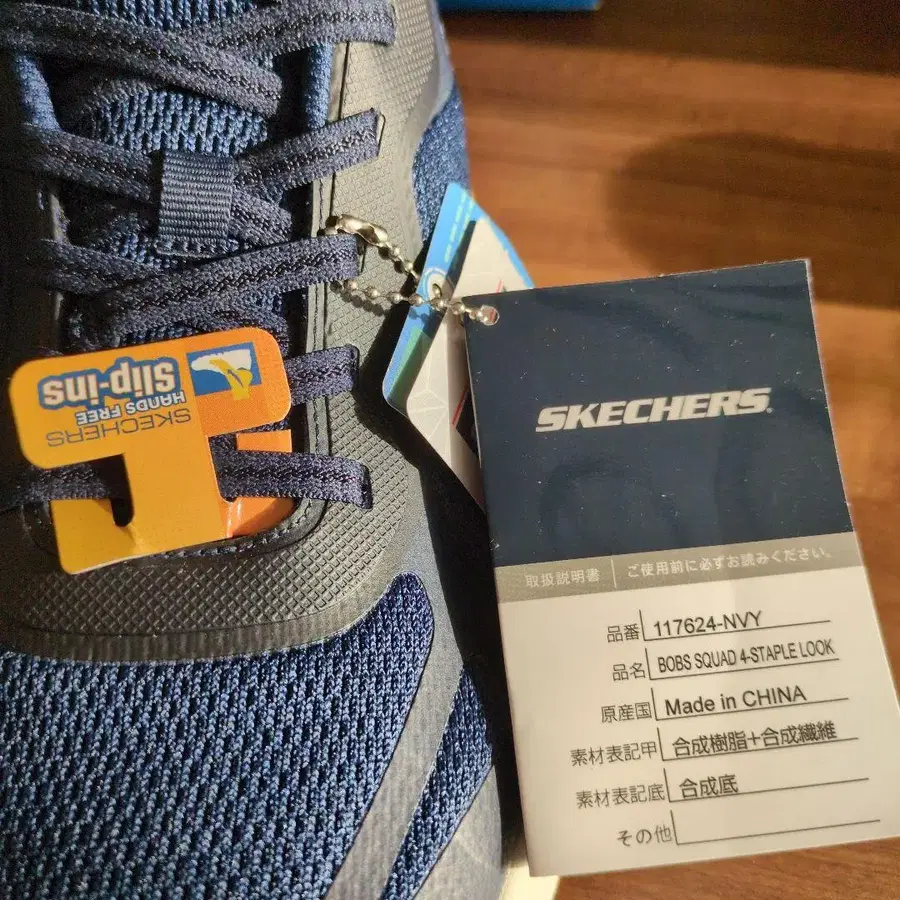 SKECHERS
HANDS FREE
Slip-ins
SKECHERS
取扱説明書 ご使用前に必ずお読みください。
品番 117624-NVY
品名 BOBS SQUAD 4-STAPLE LOOK
原産国 Made in CHINA
素材表記甲 合成樹脂+合成繊維
素材表記底 合成底
その他